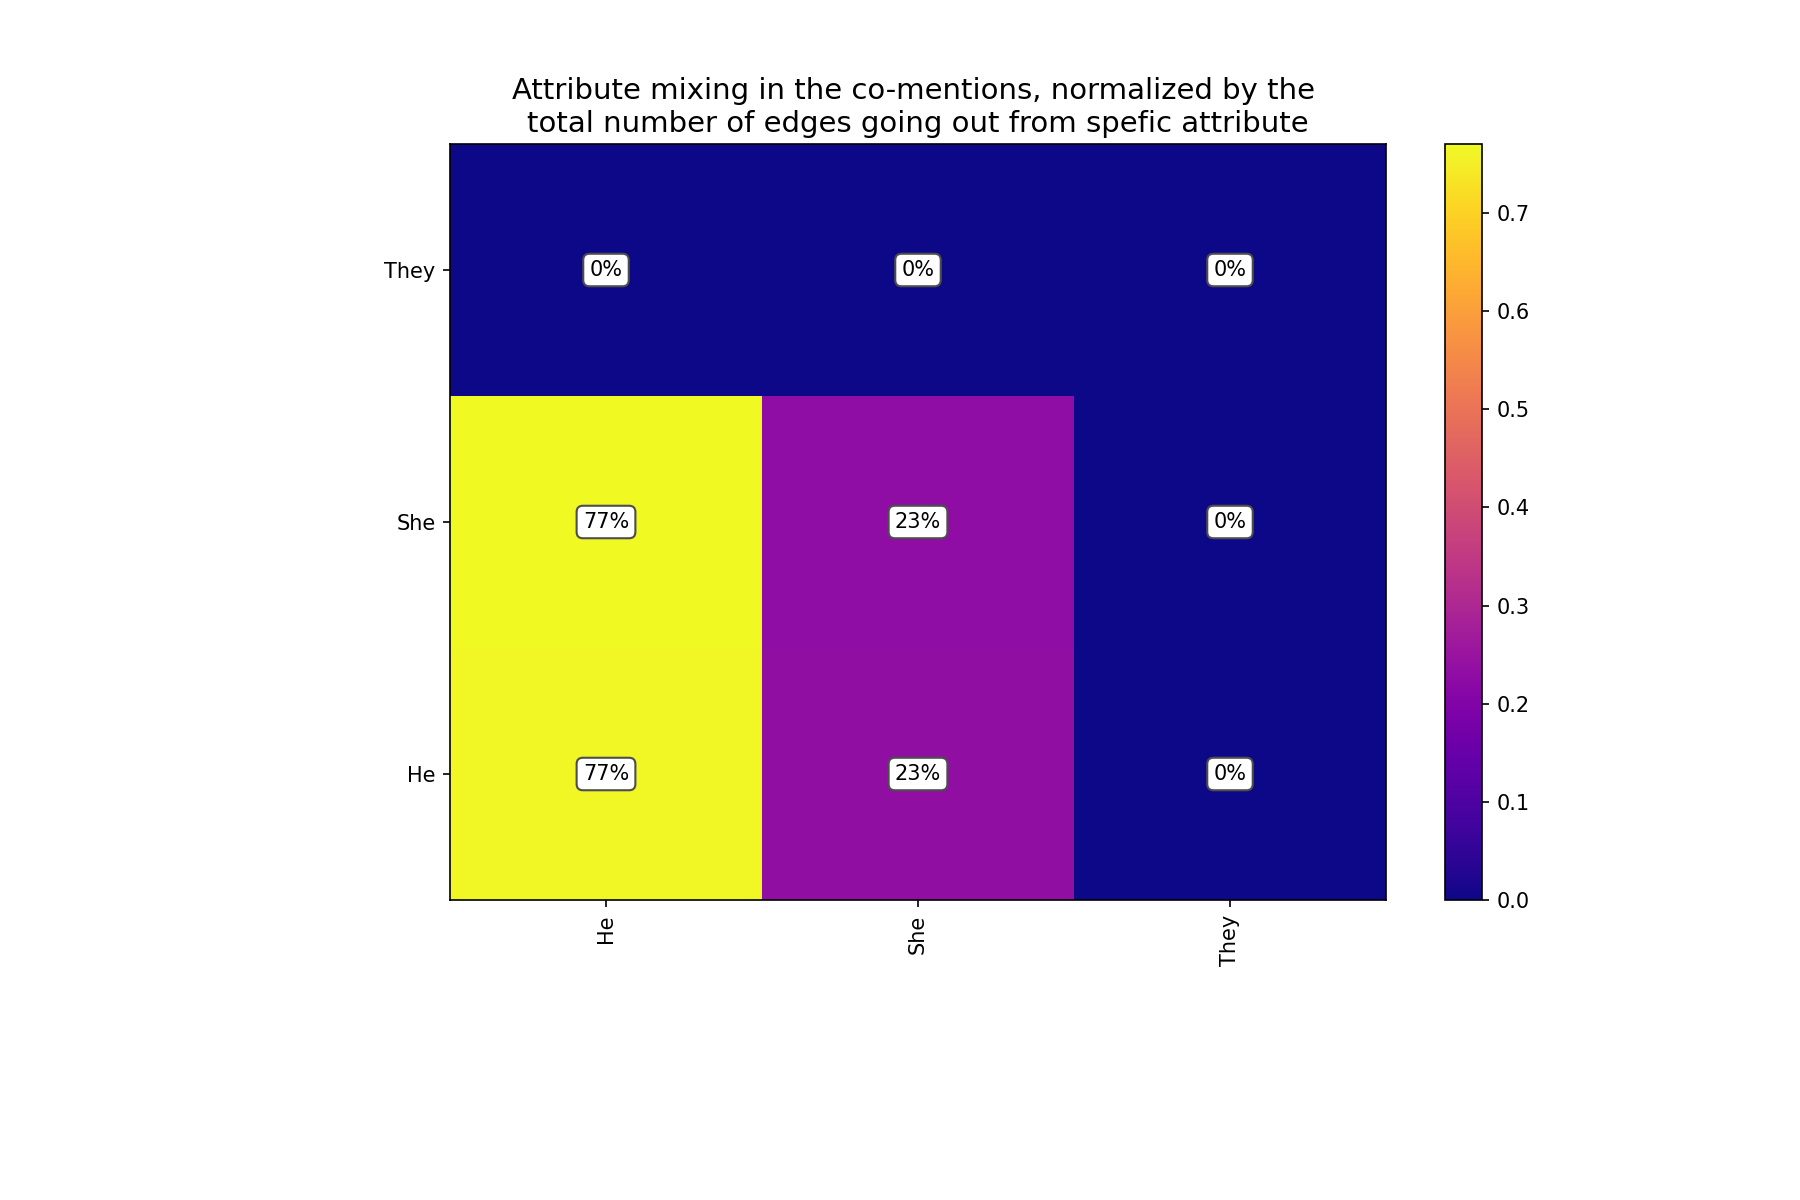 Attribute mixing in the co-mentions, normalized by the
total number of edges going out from spefic attribute
They
0%
0%
0%
She
77%
23%
0%
He
77%
23%
0%
He
She
They
0.7
0.6
0.5
0.4
0.3
0.2
0.1
0.0